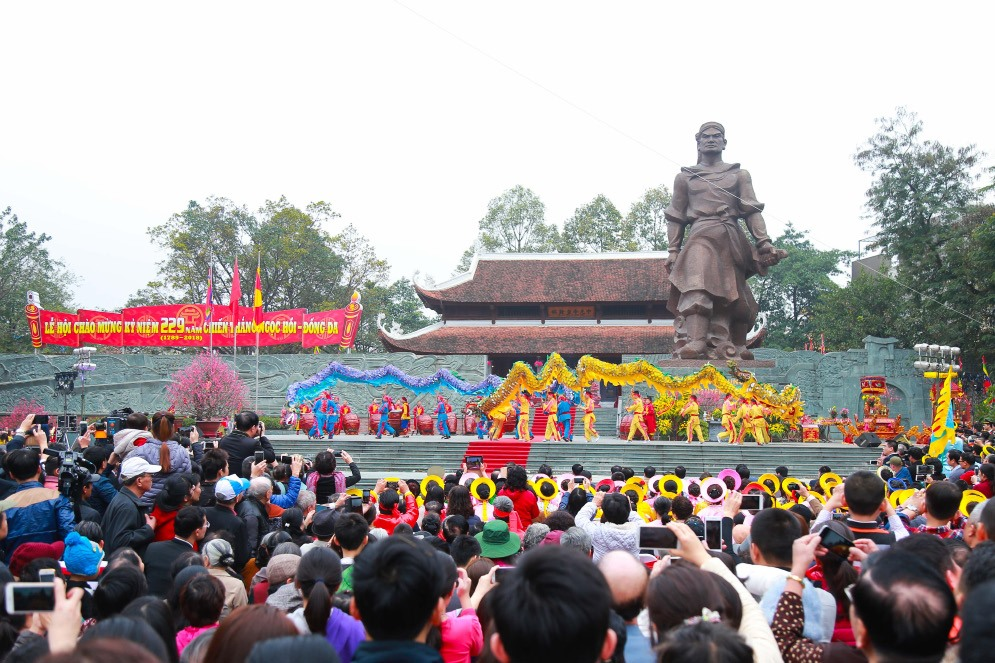 LỄ HỘI CHÀO MỪNG KỶ NIỆM 229 NĂM CHIẾN THẮNG NGỌC HỒI - ĐỐNG ĐA
(1789-2018)